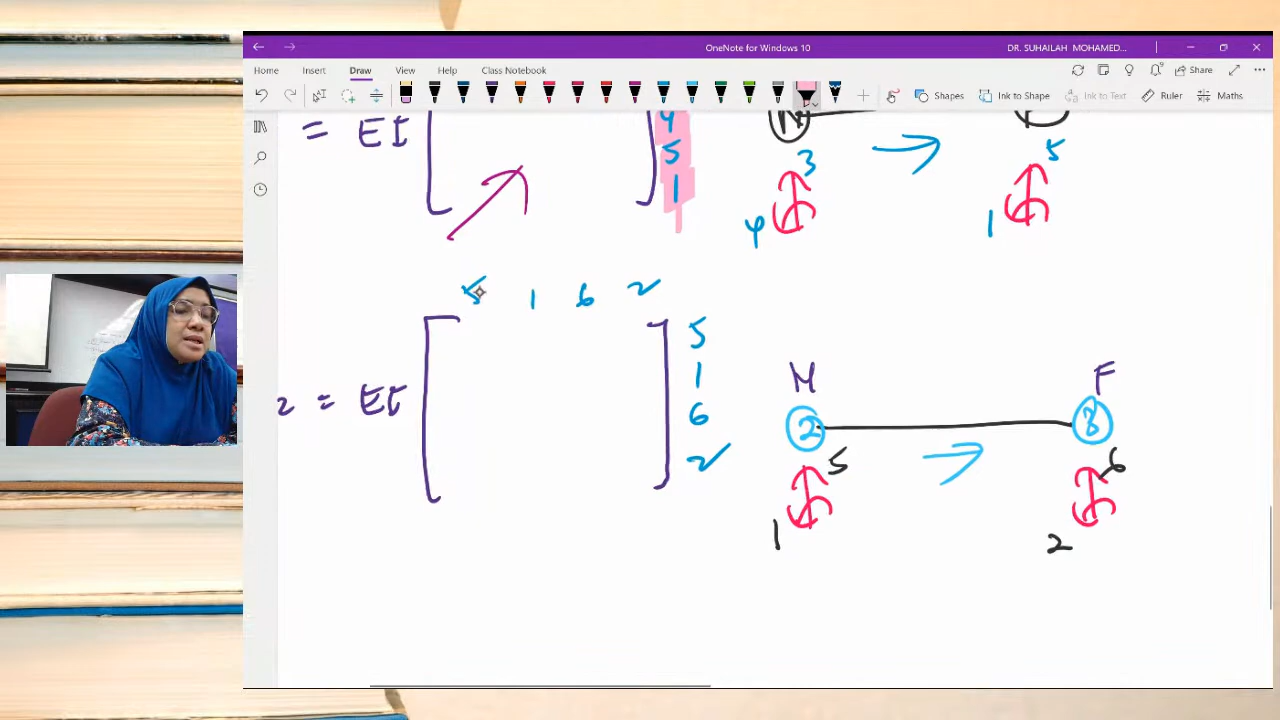 OneNote for Windows 10 DR. SUHAILAH MOHAMED...
Home Insert Draw View Help Class Notebook Share
Shapes Ink to Shape Ink to Text Ruler Maths
= EI
4
5
1
3 5
4 1
5 1 6 2
5
1
6
2
2 = EI
M F
2 3
5 6
1 2